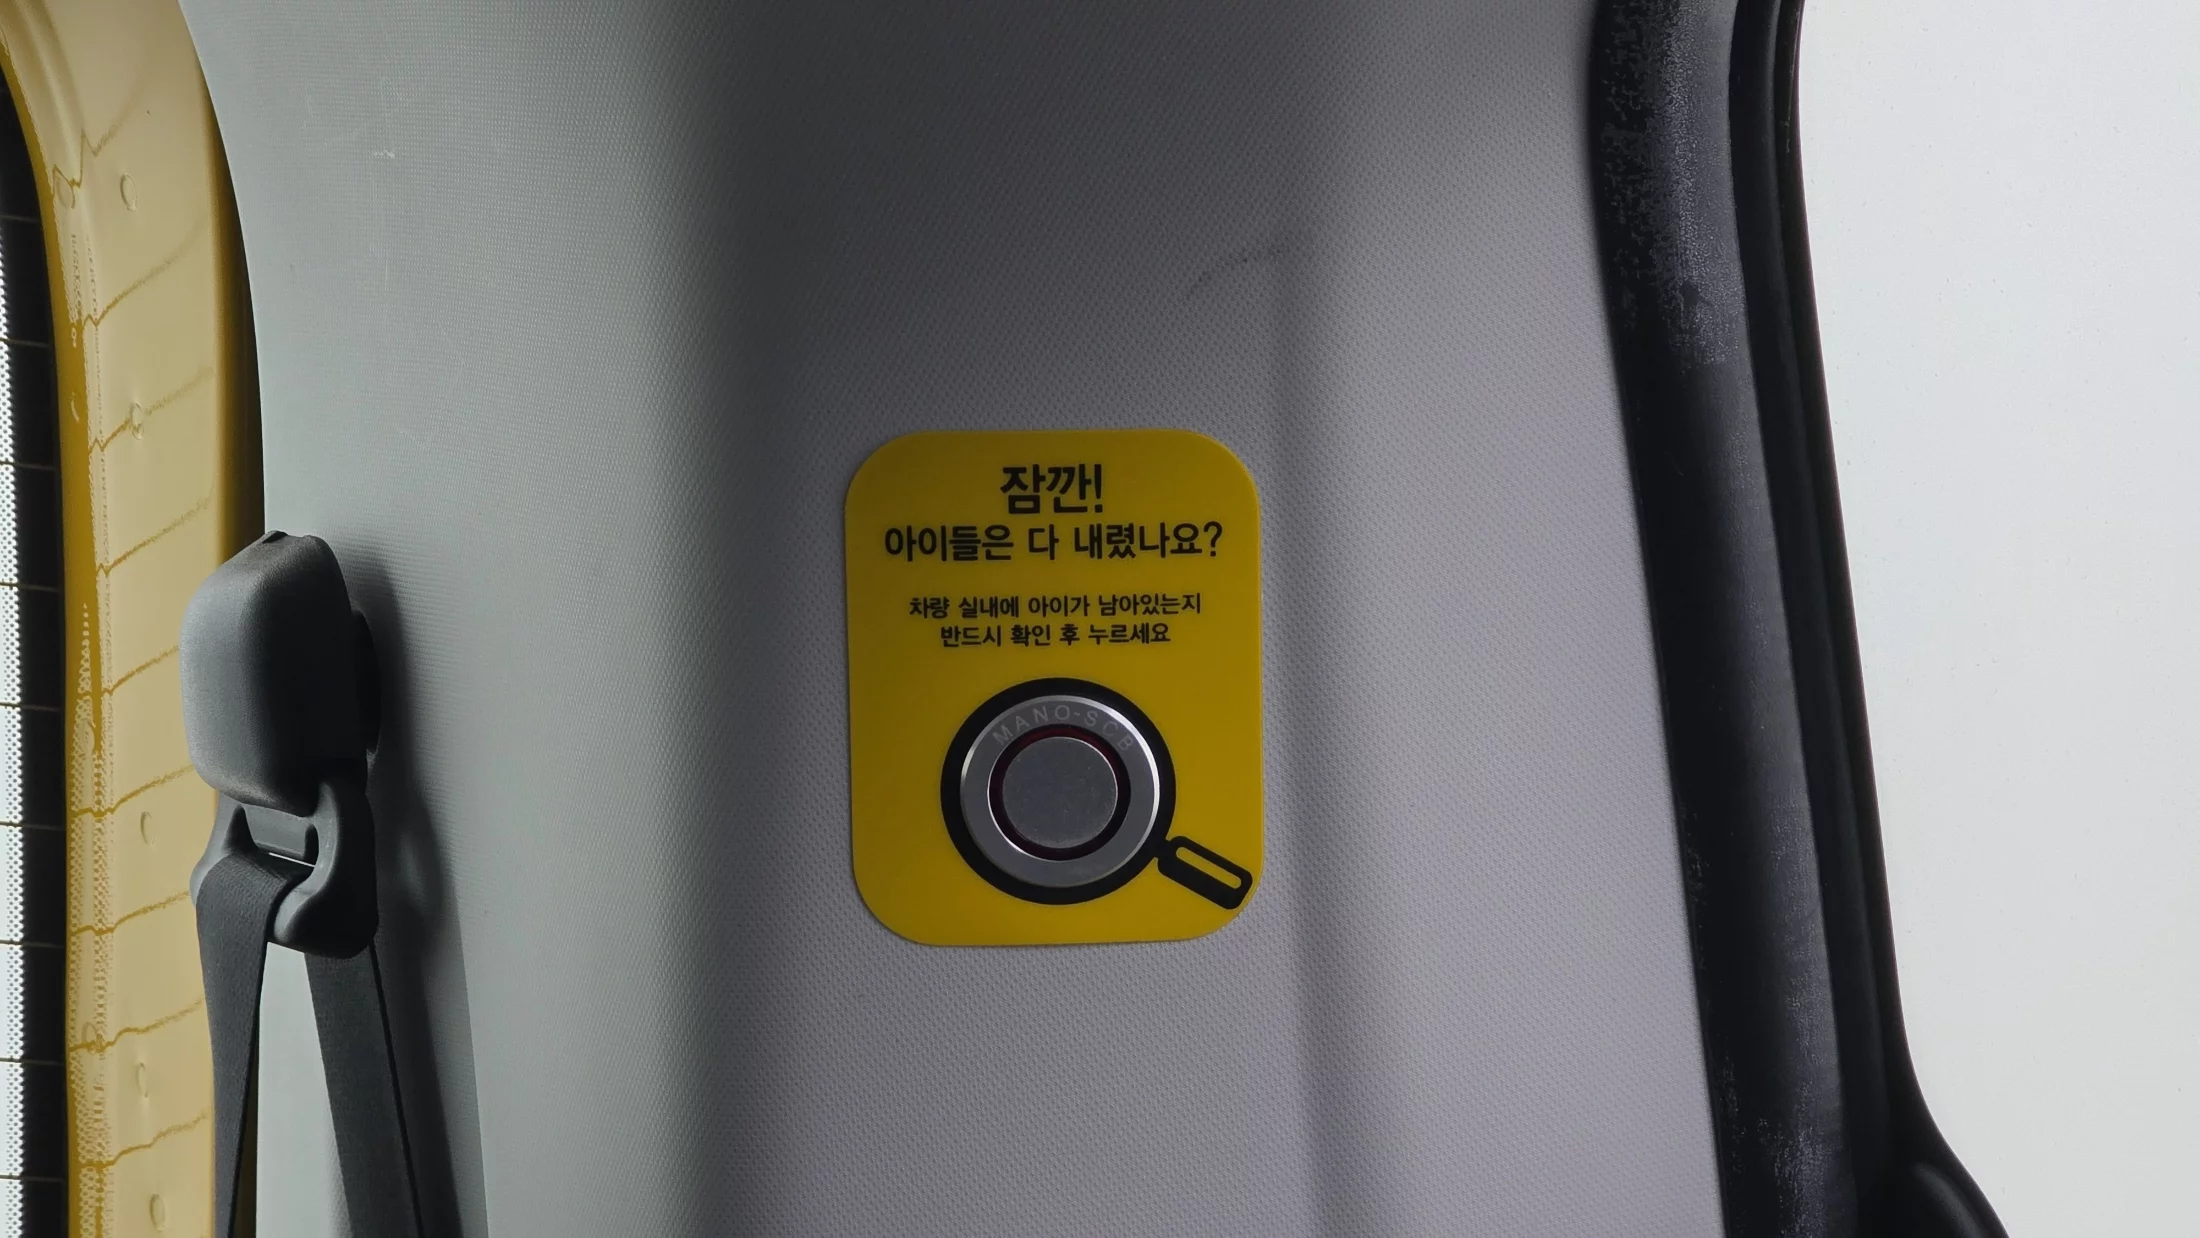 잠깐!
아이들은 다 내렸나요?
차량 실내에 아이가 남아있는지
반드시 확인 후 누르세요
MANO-SCB